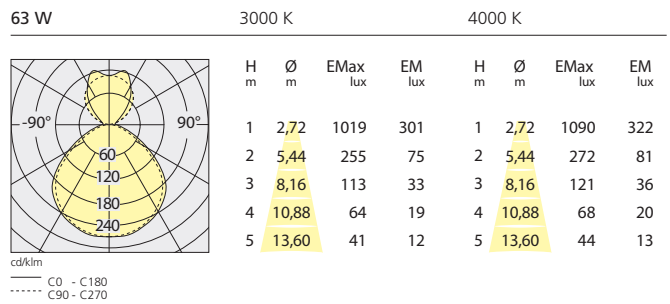 63 W 3000 K 4000 K
H Ø EMax EM H Ø EMax EM
m m lux lux m m lux lux
1 2,72 1019 301 1 2,72 1090 322
2 5,44 255 75 2 5,44 272 81
3 8,16 113 33 3 8,16 121 36
4 10,88 64 19 4 10,88 68 20
5 13,60 41 12 5 13,60 44 13
-90° 90°
60
120
180
240
cd/klm
C0 - C180
C90 - C270